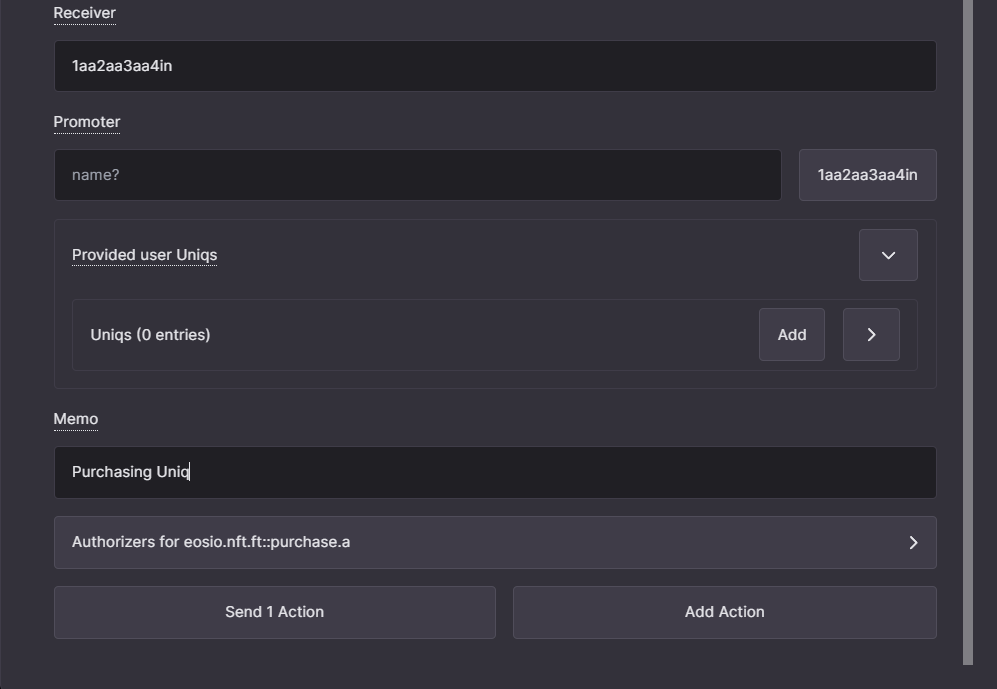 Receiver
1aa2aa3aa4in
Promoter
name?
1aa2aa3aa4in
Provided user Uniqs
Uniqs (0 entries)
Add
Memo
Purchasing Uniq
Authorizers for eosio.nft.ft::purchase.a
Send 1 Action
Add Action